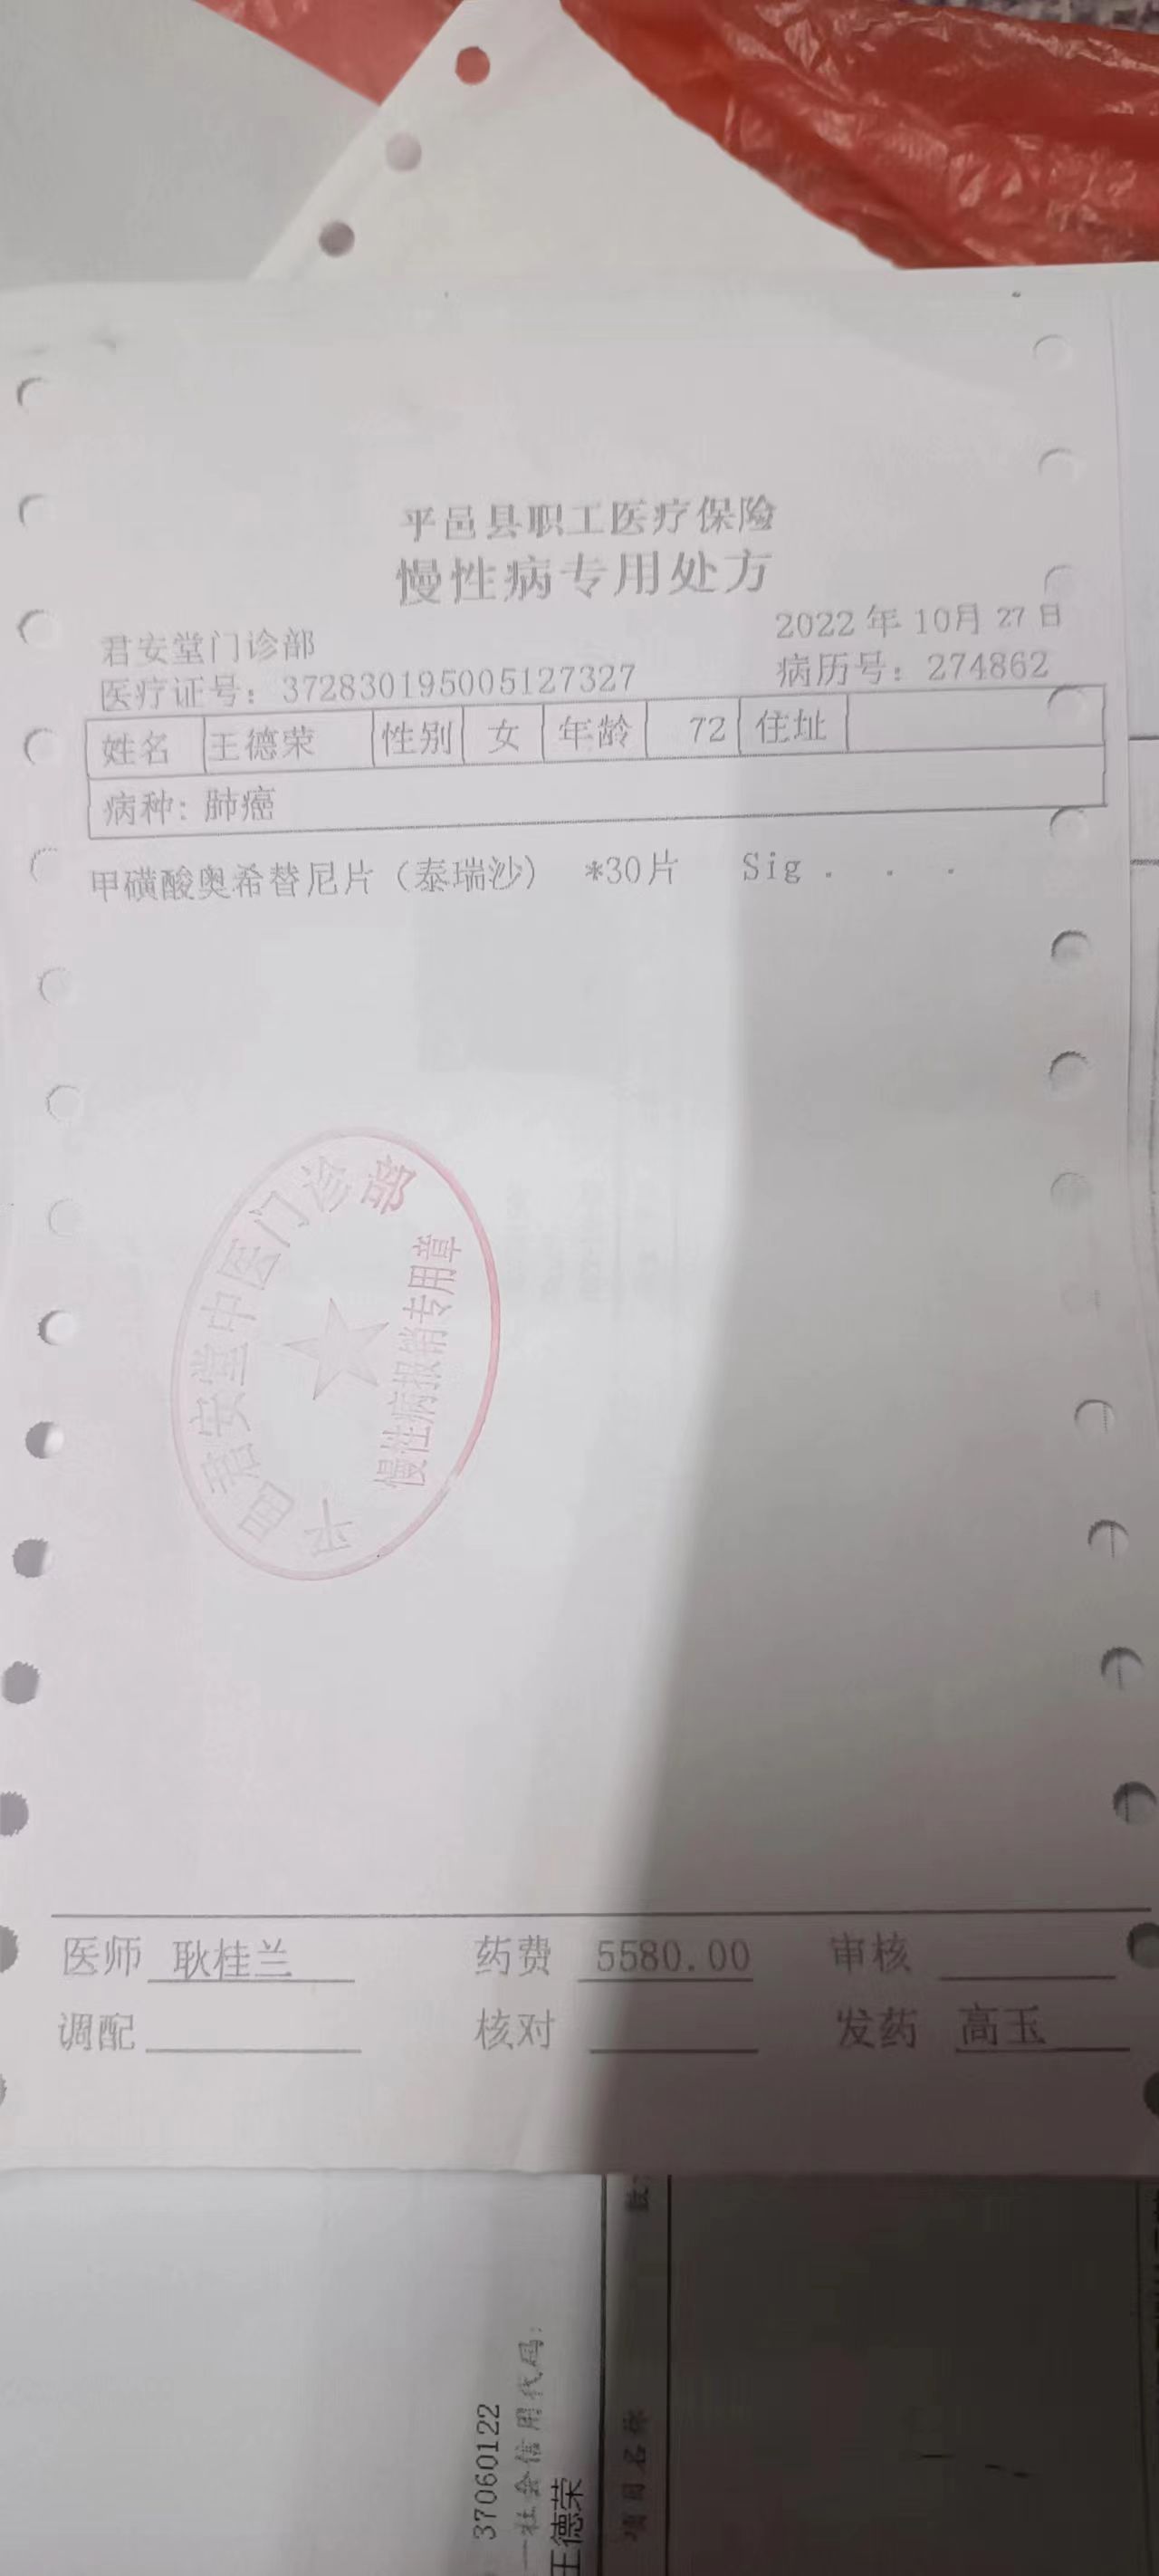 平邑县职工医疗保险
慢性病专用处方
君安堂门诊部 2022年10月27日
医疗证号：372830195005127327 病历号：274862
姓名 王德荣 性别 女 年龄 72 住址
病种：肺癌
甲磺酸奥希替尼片（泰瑞沙） *30片 Sig . . .
平邑君安堂中医门诊部
慢性病报销专用章
医师 耿桂兰 药费 5580.00 审核
调配 核对 发药 高玉
37060122
一社会信用代码：
王德荣
项目名称